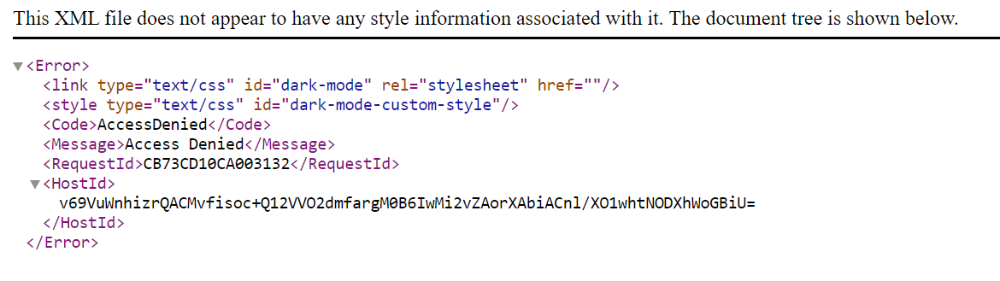 This XML file does not appear to have any style information associated with it. The document tree is shown below.
▼<Error>
<link type="text/css" id="dark-mode" rel="stylesheet" href=""/>
<style type="text/css" id="dark-mode-custom-style"/>
<Code>AccessDenied</Code>
<Message>Access Denied</Message>
<RequestId>CB73CD10CA003132</RequestId>
▼<HostId>
v69VuWnhizrQACMvfisoc+Q12VVO2dmfargM0B6IwMi2vZAorXAbiACnl/XO1whtNODXhWoGBiU=
</HostId>
</Error>